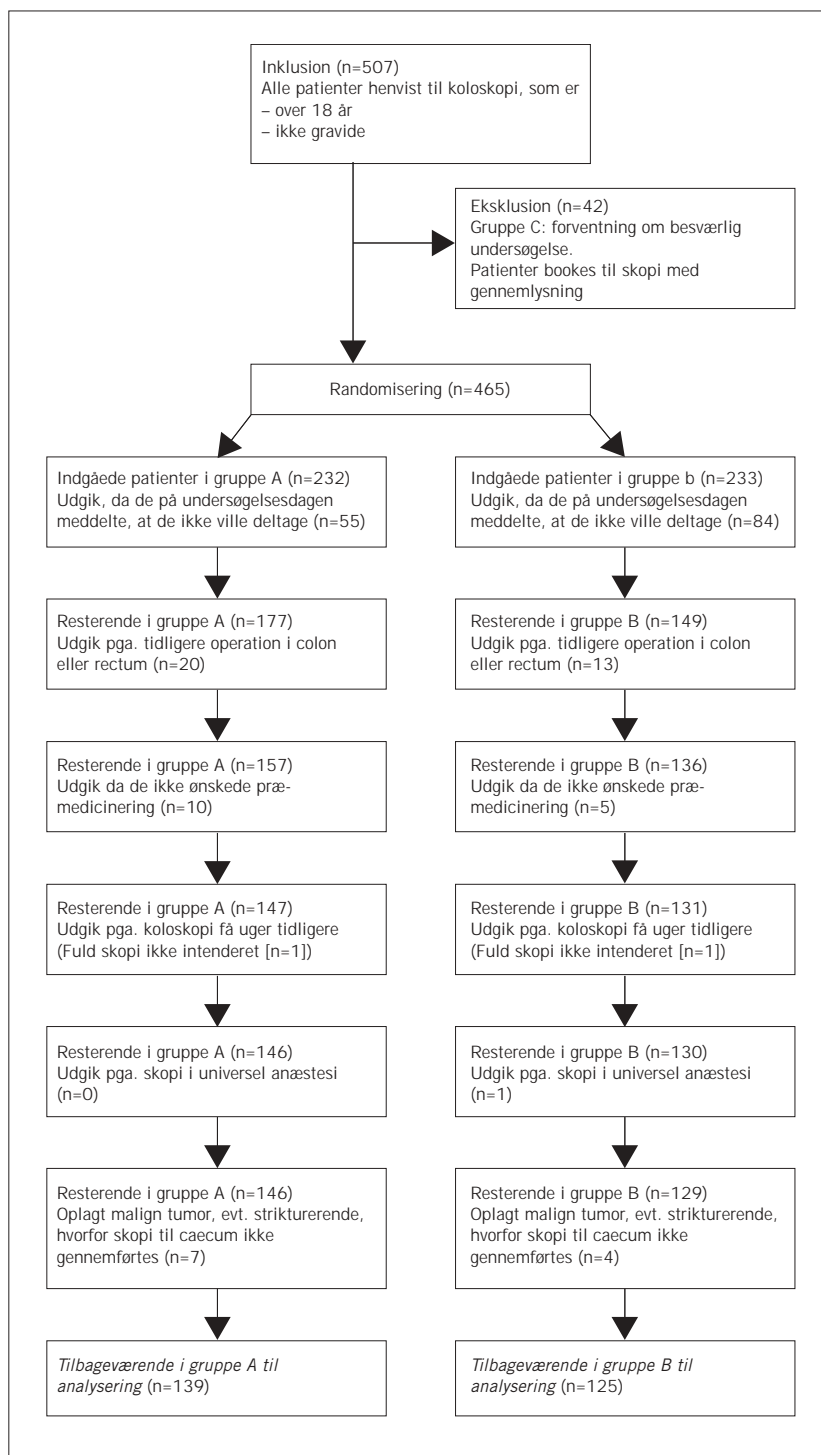 Inklusion (n=507)
Alle patienter henvist til koloskopi, som er
– over 18 år
– ikke gravide
Eksklusion (n=42)
Gruppe C: forventning om besværlig
undersøgelse.
Patienter bookes til skopi med
gennemlysning
Randomisering (n=465)
Indgåede patienter i gruppe A (n=232)
Udgik, da de på undersøgelsesdagen
meddelte, at de ikke ville deltage (n=55)
Indgåede patienter i gruppe b (n=233)
Udgik, da de på undersøgelsesdagen
meddelte, at de ikke ville deltage (n=84)
Resterende i gruppe A (n=177)
Udgik pga. tidligere operation i colon
eller rectum (n=20)
Resterende i gruppe B (n=149)
Udgik pga. tidligere operation i colon
eller rectum (n=13)
Resterende i gruppe A (n=157)
Udgik da de ikke ønskede præ-
medicinering (n=10)
Resterende i gruppe B (n=136)
Udgik da de ikke ønskede præ-
medicinering (n=5)
Resterende i gruppe A (n=147)
Udgik pga. koloskopi få uger tidligere
(Fuld skopi ikke intenderet [n=1])
Resterende i gruppe B (n=131)
Udgik pga. koloskopi få uger tidligere
(Fuld skopi ikke intenderet [n=1])
Resterende i gruppe A (n=146)
Udgik pga. skopi i universel anæstesi
(n=0)
Resterende i gruppe B (n=130)
Udgik pga. skopi i universel anæstesi
(n=1)
Resterende i gruppe A (n=146)
Oplagt malign tumor, evt. strikturerende,
hvorfor skopi til caecum ikke
gennemførtes (n=7)
Resterende i gruppe B (n=129)
Oplagt malign tumor, evt. strikturerende,
hvorfor skopi til caecum ikke
gennemførtes (n=4)
Tilbageværende i gruppe A til
analysering (n=139)
Tilbageværende i gruppe B til
analysering (n=125)